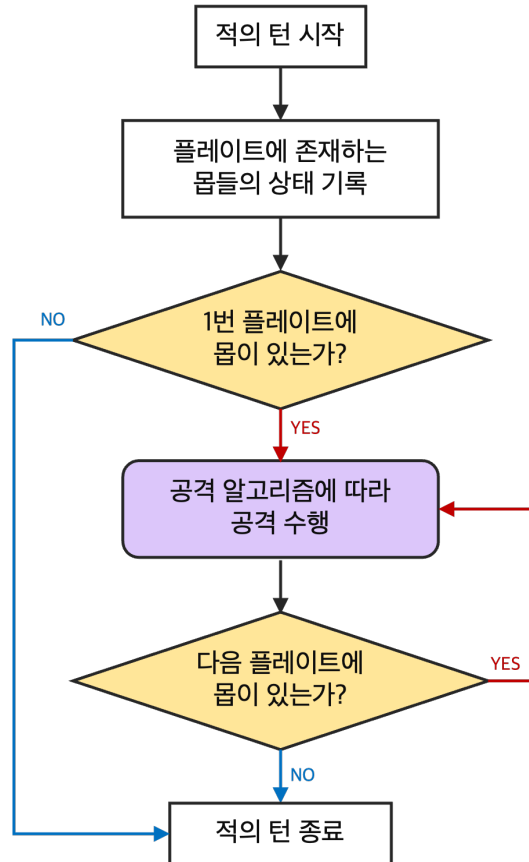 적의 턴 시작
플레이트에 존재하는
몹들의 상태 기록
1번 플레이트에
몹이 있는가?
NO
YES
공격 알고리즘에 따라
공격 수행
다음 플레이트에
몹이 있는가?
YES
NO
적의 턴 종료